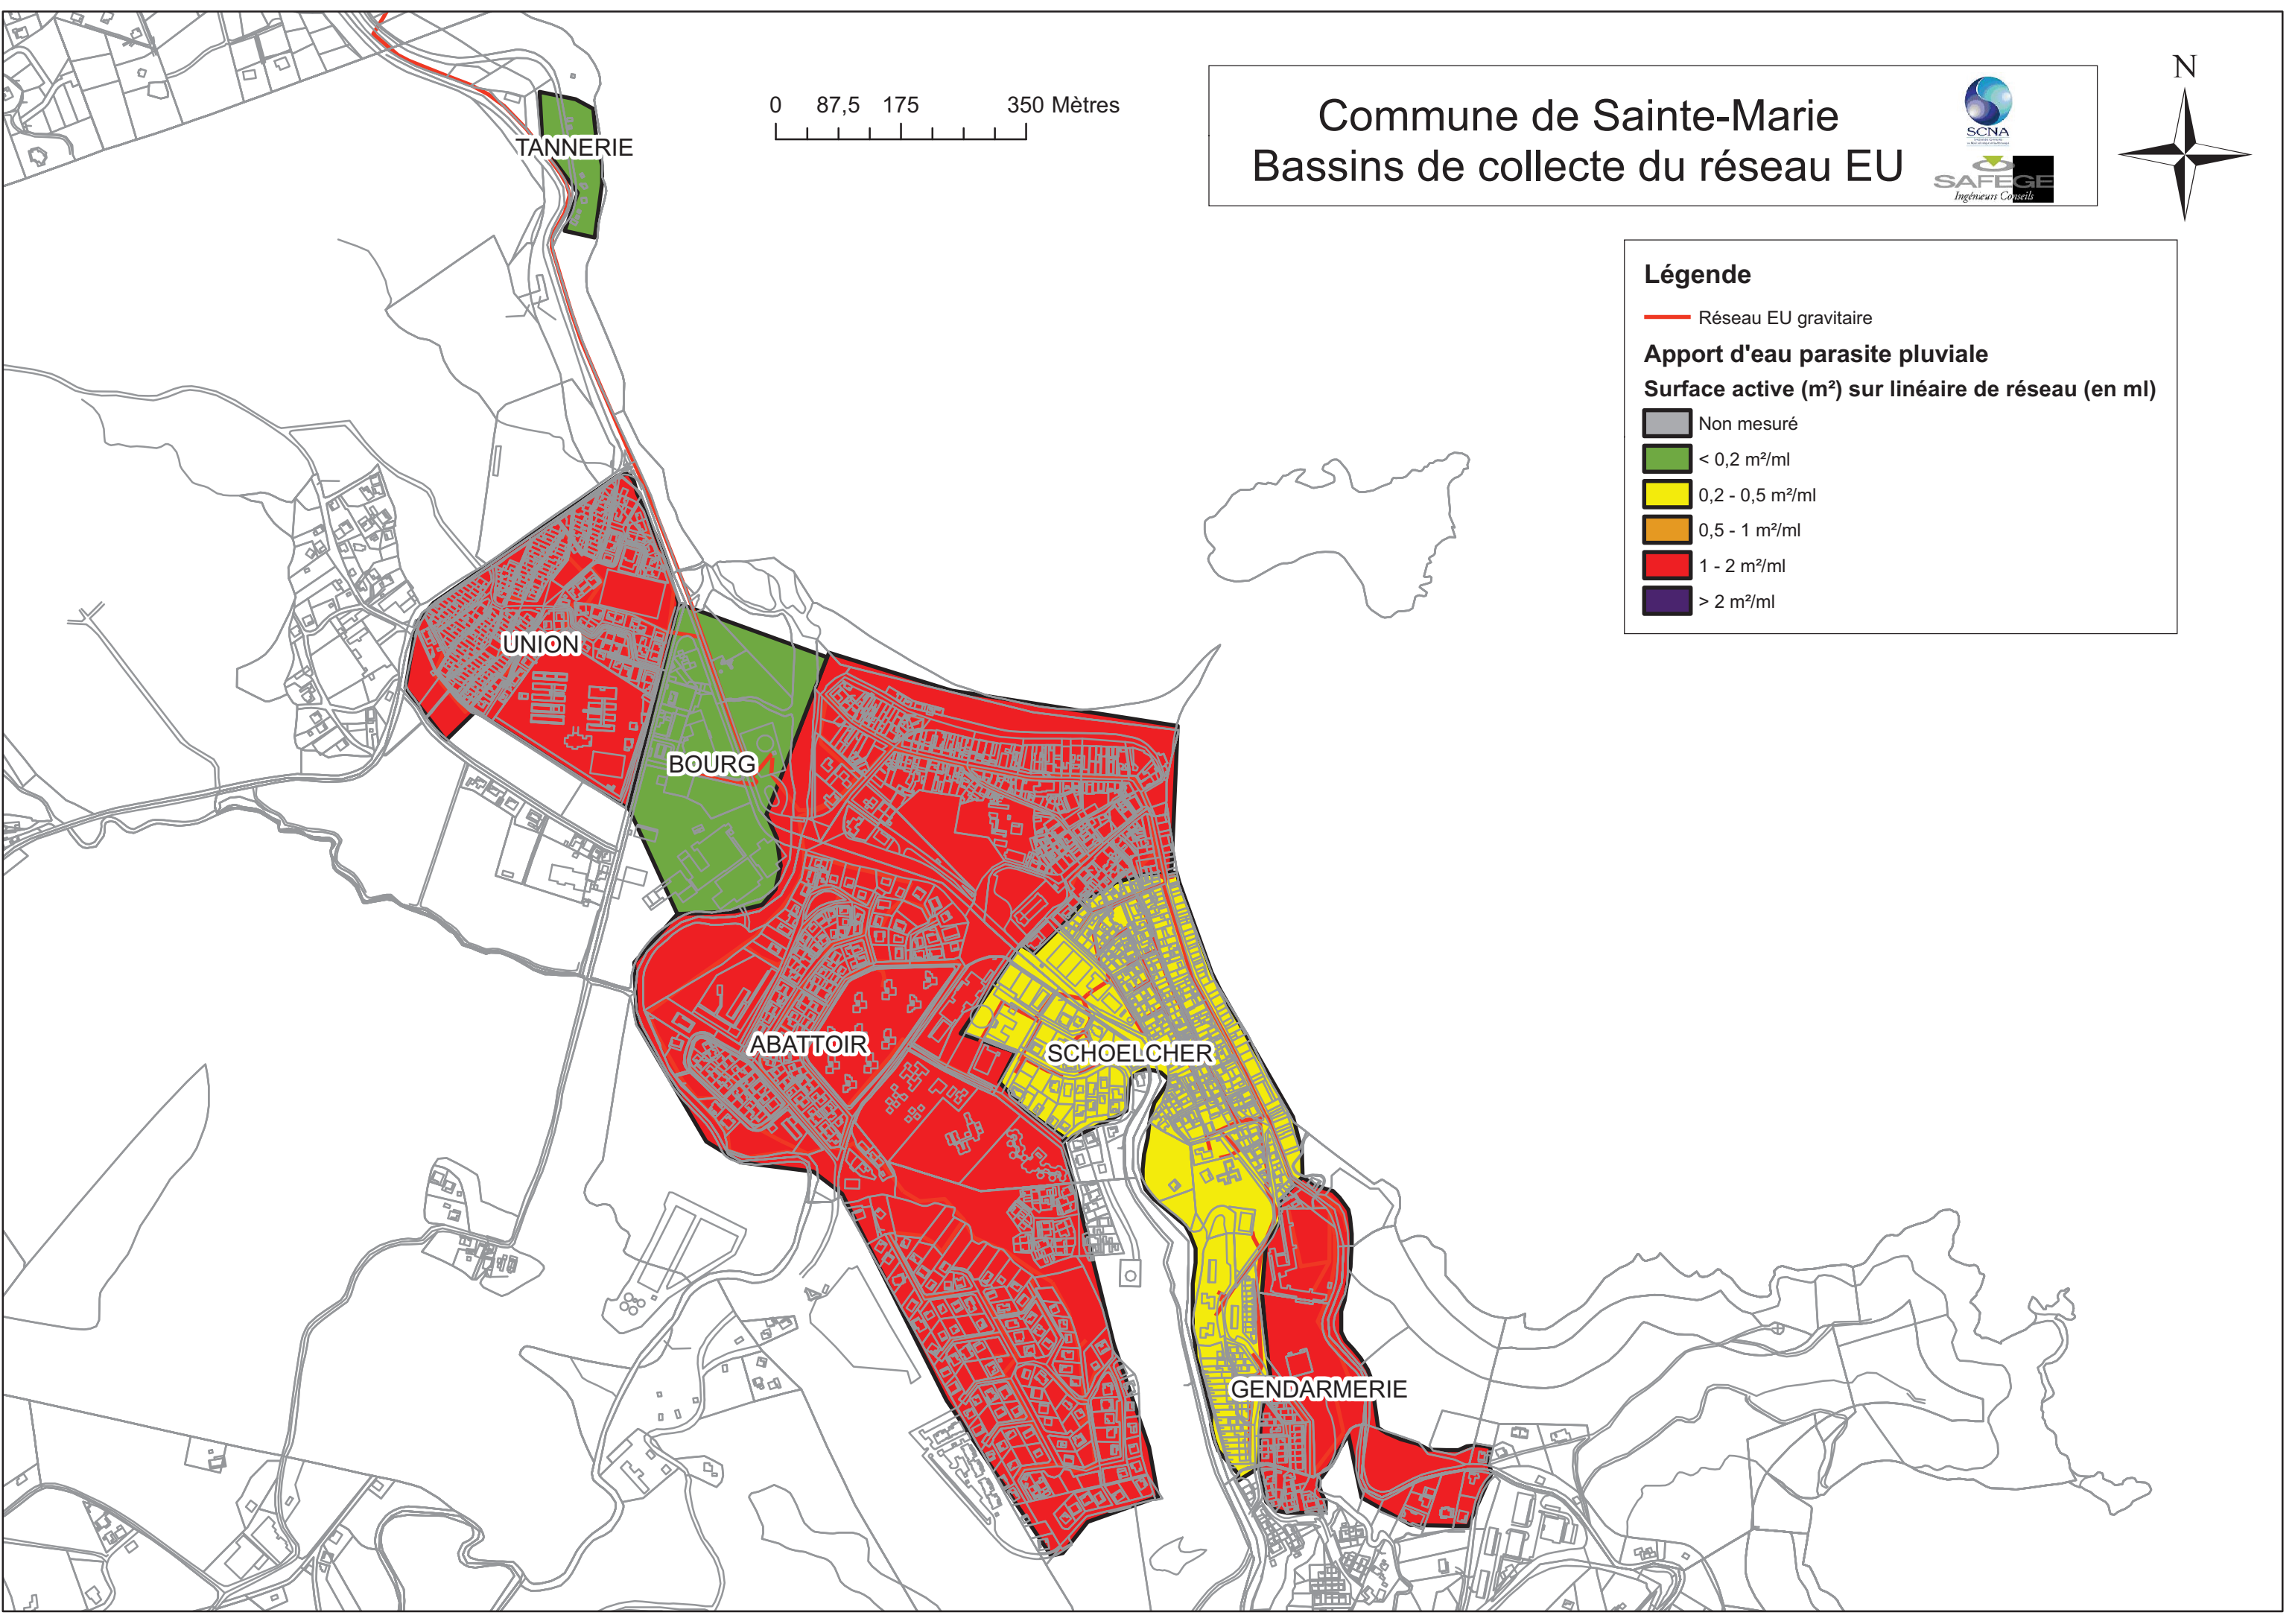 0 87,5 175 350 Mètres
Commune de Sainte-Marie
Bassins de collecte du réseau EU
SCNA
SAFEGE
Ingénieurs Conseils
N
Légende
Réseau EU gravitaire
Apport d'eau parasite pluviale
Surface active (m²) sur linéaire de réseau (en ml)
Non mesuré
< 0,2 m²/ml
0,2 - 0,5 m²/ml
0,5 - 1 m²/ml
1 - 2 m²/ml
> 2 m²/ml
TANNERIE
UNION
BOURG
ABATTOIR
SCHOELCHER
GENDARMERIE